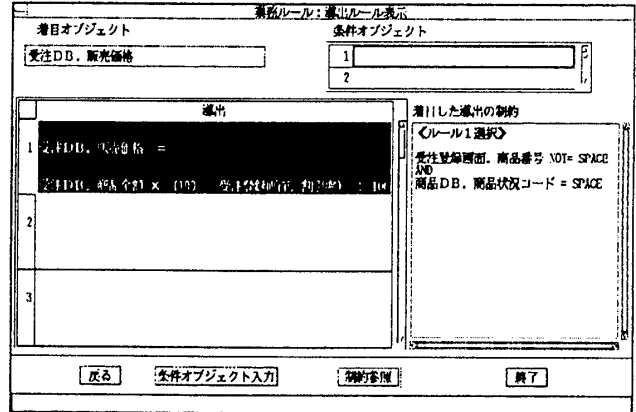 業務ルール：導出ルール表示
着目オブジェクト
条件オブジェクト
受注DB．販売価格
1
2
導出
着目した導出の制約
1 受注DB．販売価格 =
受注DB．商品金額 × (100 － 受注登録画面．割引率) ÷ 100
2
3
《ルール1選択》
受注登録画面．商品番号 NOT= SPACE
AND
商品DB．商品状況コード = SPACE
戻る
条件オブジェクト入力
制約参照
終了